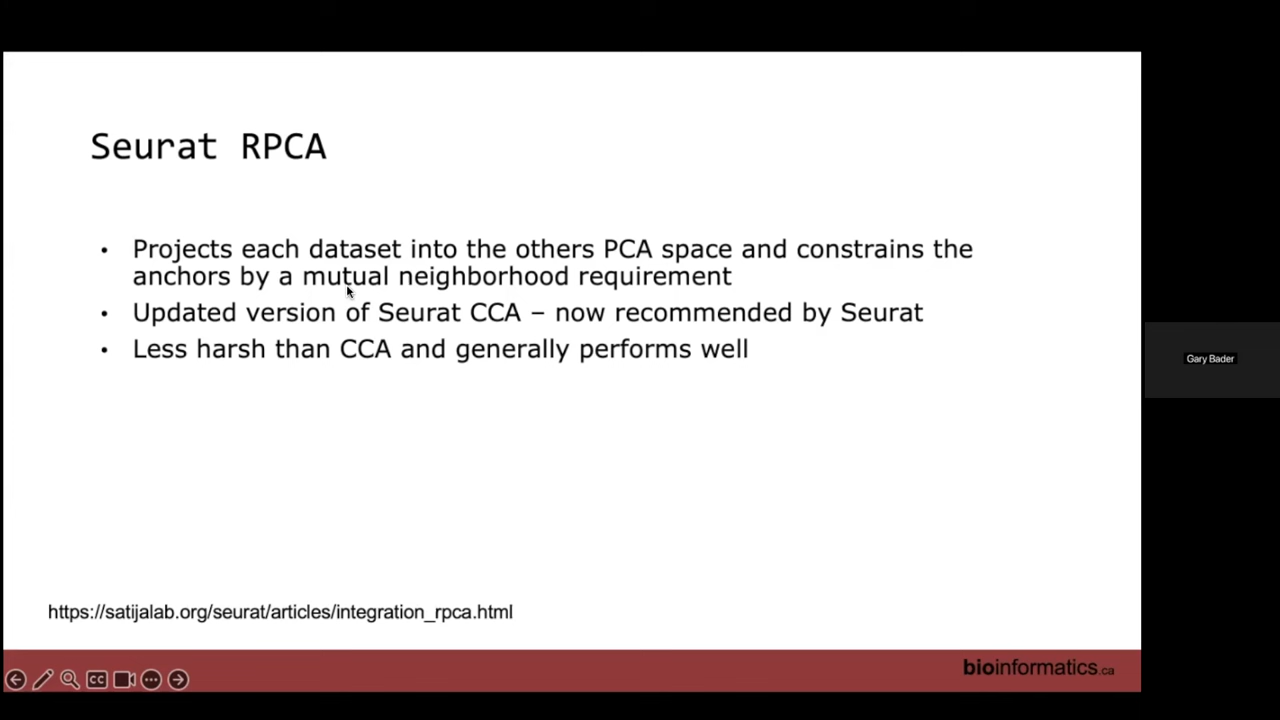 Seurat RPCA
• Projects each dataset into the others PCA space and constrains the
anchors by a mutual neighborhood requirement
• Updated version of Seurat CCA – now recommended by Seurat
• Less harsh than CCA and generally performs well
Gary Bader
https://satijalab.org/seurat/articles/integration_rpca.html
bioinformatics.ca
CC